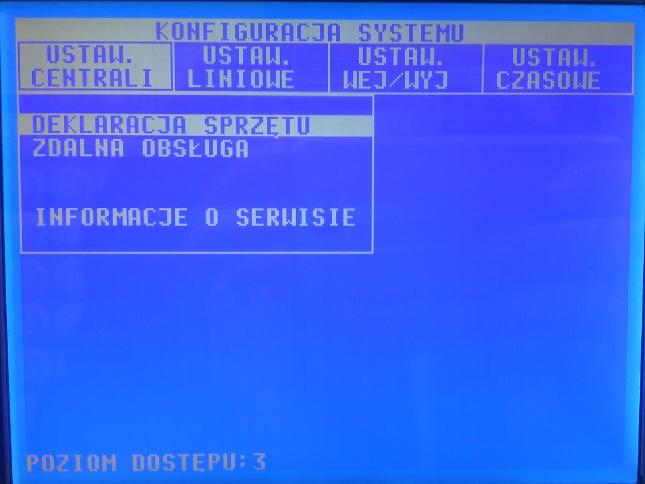 KONFIGURACJA SYSTEMU
USTAW. USTAW. USTAW. USTAW.
CENTRALI LINIOWE WEJ/WYJ CZASOWE
DEKLARACJA SPRZĘTU
ZDALNA OBSŁUGA
INFORMACJE O SERWISIE
POZIOM DOSTĘPU:3